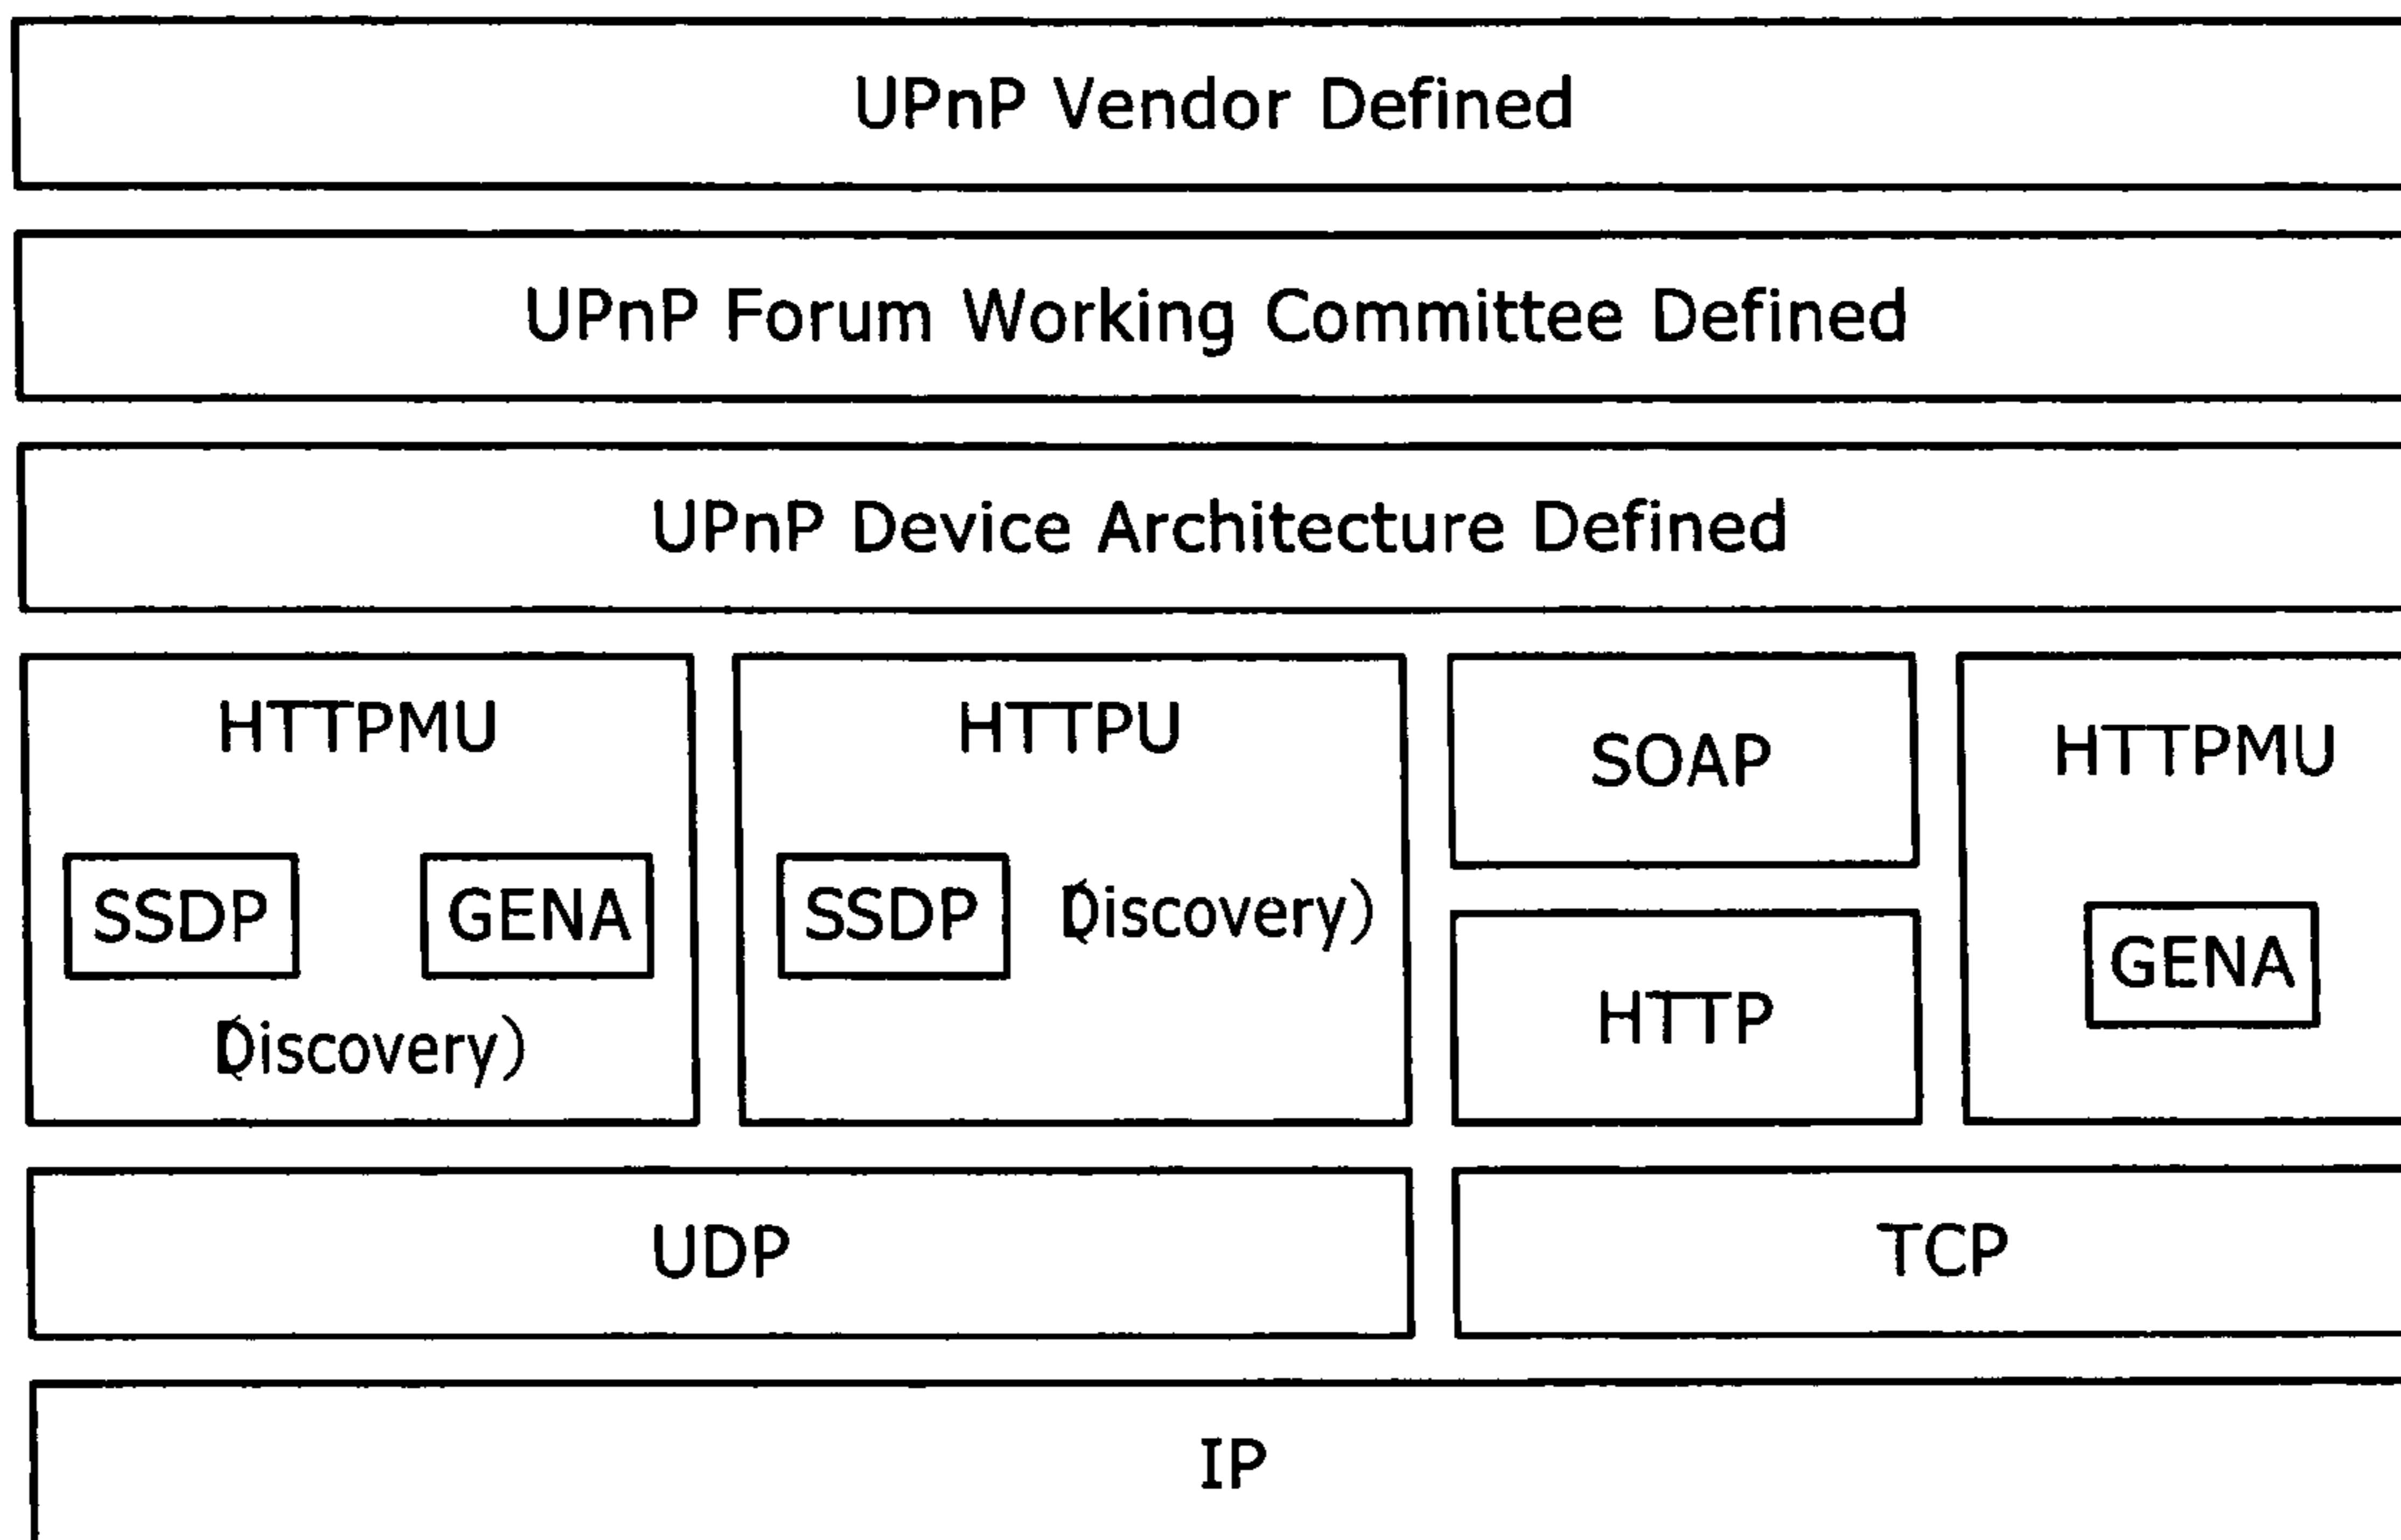 UPnP Vendor Defined
UPnP Forum Working Committee Defined
UPnP Device Architecture Defined
HTTPMU
SSDP
GENA
(Discovery)
HTTPU
SSDP
(Discovery)
SOAP
HTTP
HTTPMU
GENA
UDP
TCP
IP